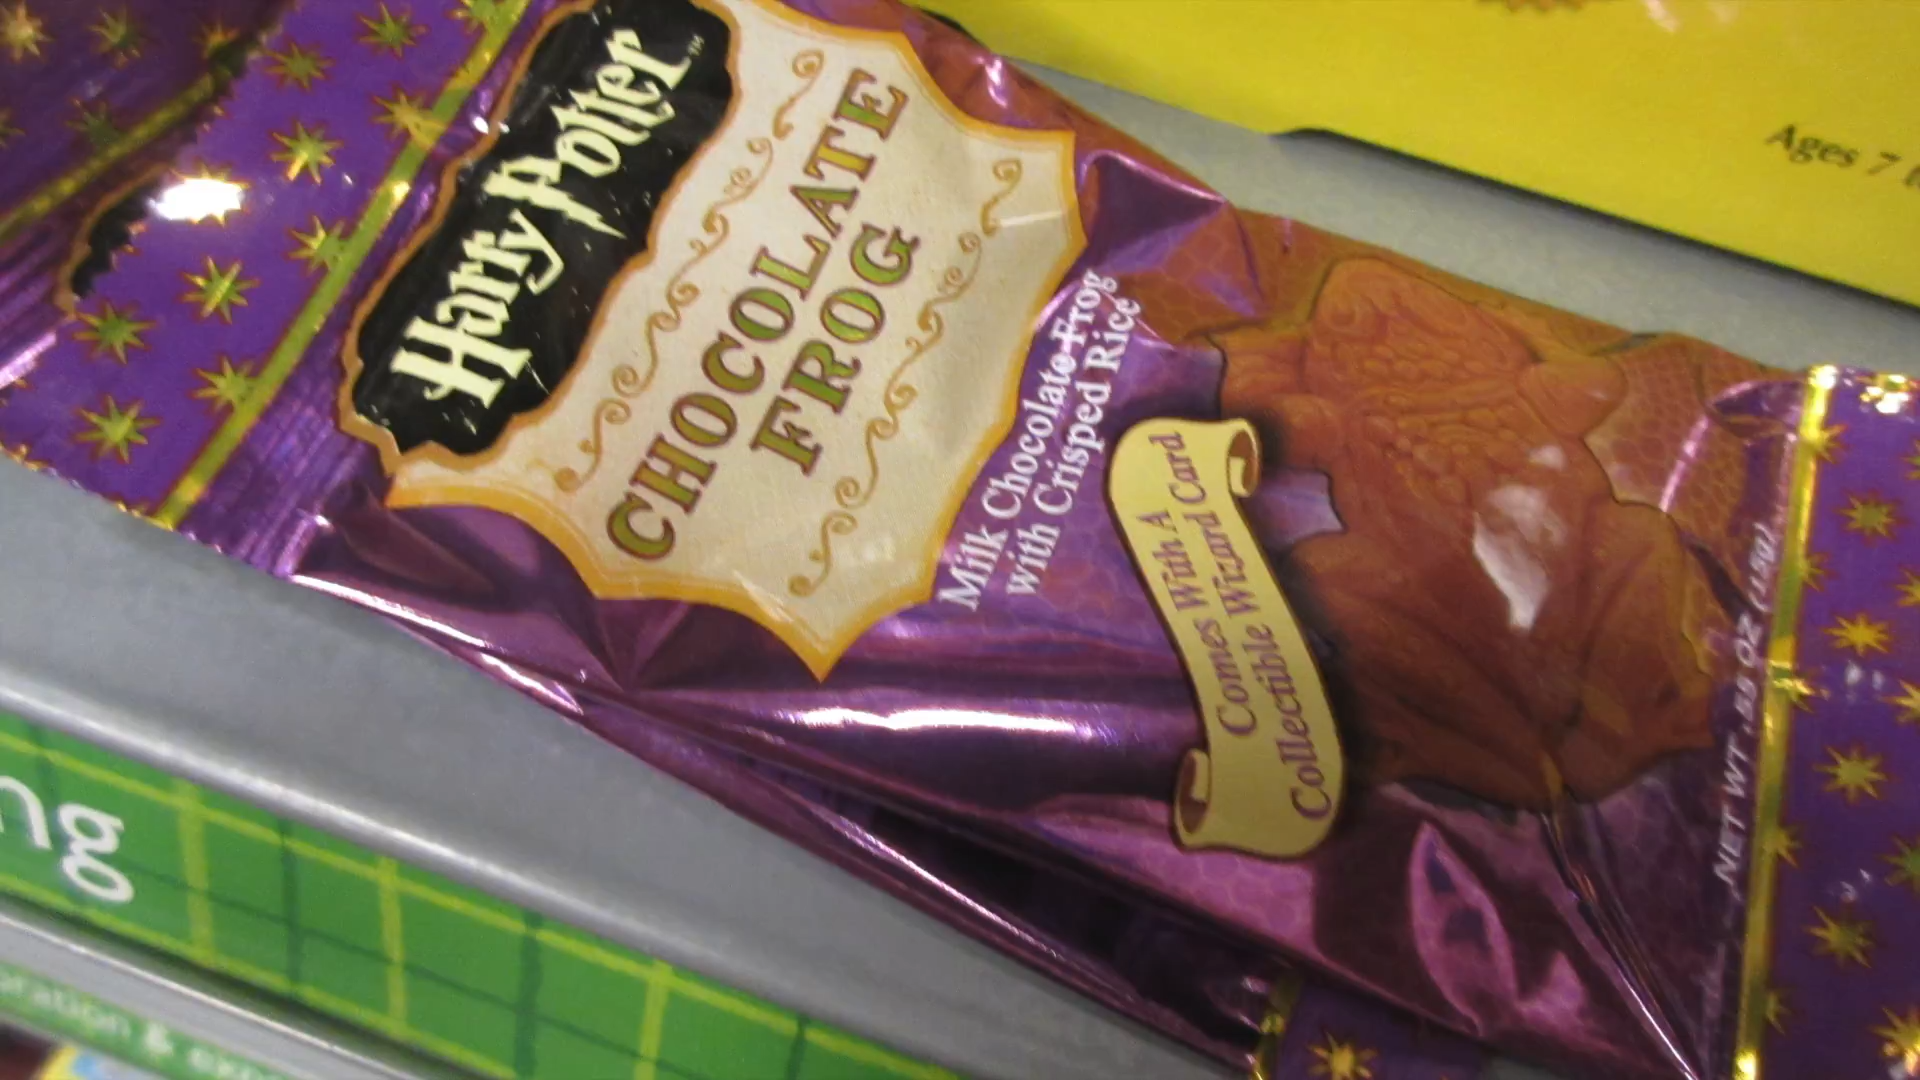 Harry Potter™
CHOCOLATE
FROG
Milk Chocolate Frog
with Crisped Rice
Comes With A
Collectible Wizard Card
NET WT .55 OZ (15g)
Ages 7
ng
&